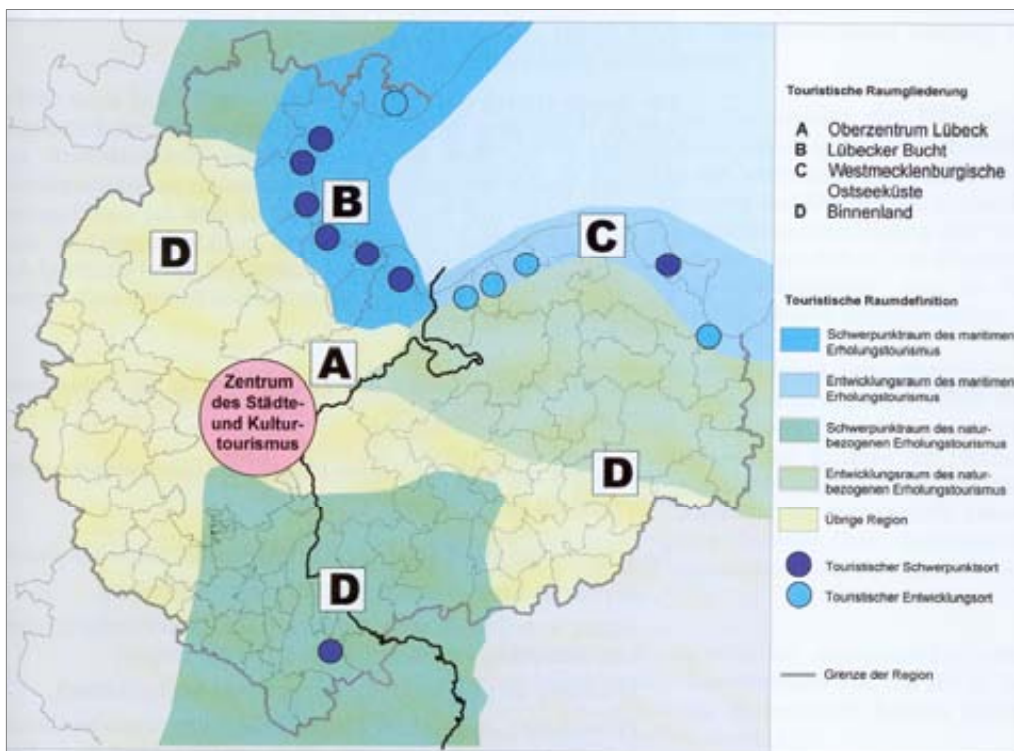 Touristische Raumgliederung
A Oberzentrum Lübeck
B Lübecker Bucht
C Westmecklenburgische
Ostseeküste
D Binnenland
Touristische Raumdefinition
Schwerpunktraum des maritimen
Erholungstourismus
Entwicklungsraum des maritimen
Erholungstourismus
Schwerpunktraum des natur-
bezogenen Erholungstourismus
Entwicklungsraum des natur-
bezogenen Erholungstourismus
Übrige Region
Touristischer Schwerpunktsort
Touristischer Entwicklungsort
Grenze der Region
B
C
D
A
Zentrum
des Städte-
und Kultur-
tourismus
D
D